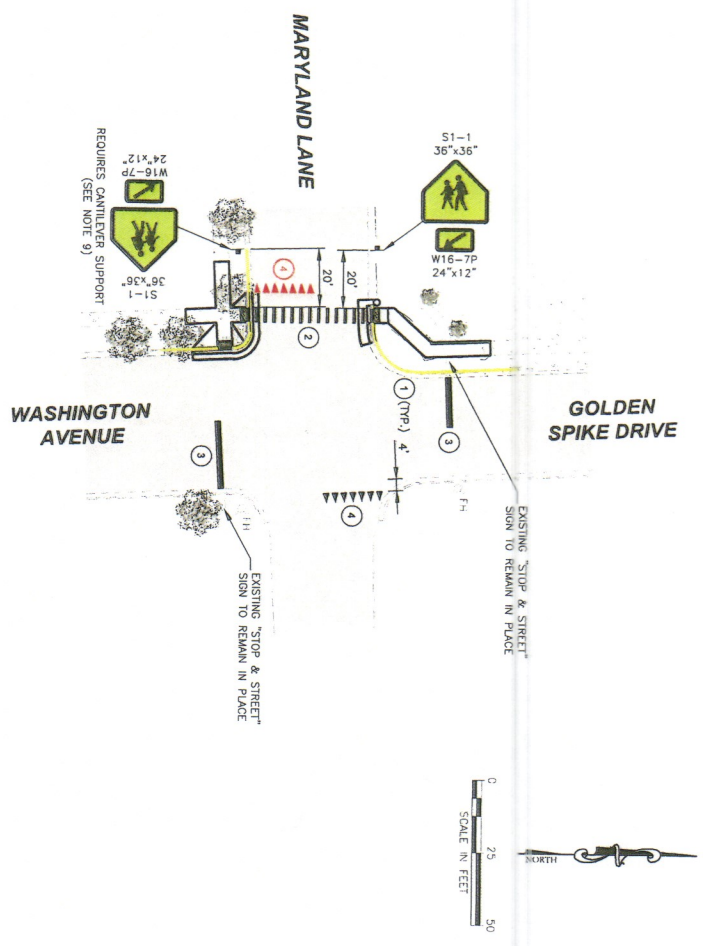 MARYLAND LANE
S1-1
36"x36"
W16-7P
24"x12"
W16-7P
24"x12"
S1-1
36"x36"
REQUIRES CANTILEVER SUPPORT
(SEE NOTE 9)
20'
20'
4
2
1 (TYP.)
4'
3
3
4
WASHINGTON
AVENUE
GOLDEN
SPIKE DRIVE
FH
FH
EXISTING "STOP & STREET"
SIGN TO REMAIN IN PLACE
EXISTING "STOP & STREET"
SIGN TO REMAIN IN PLACE
0
25
50
SCALE IN FEET
NORTH